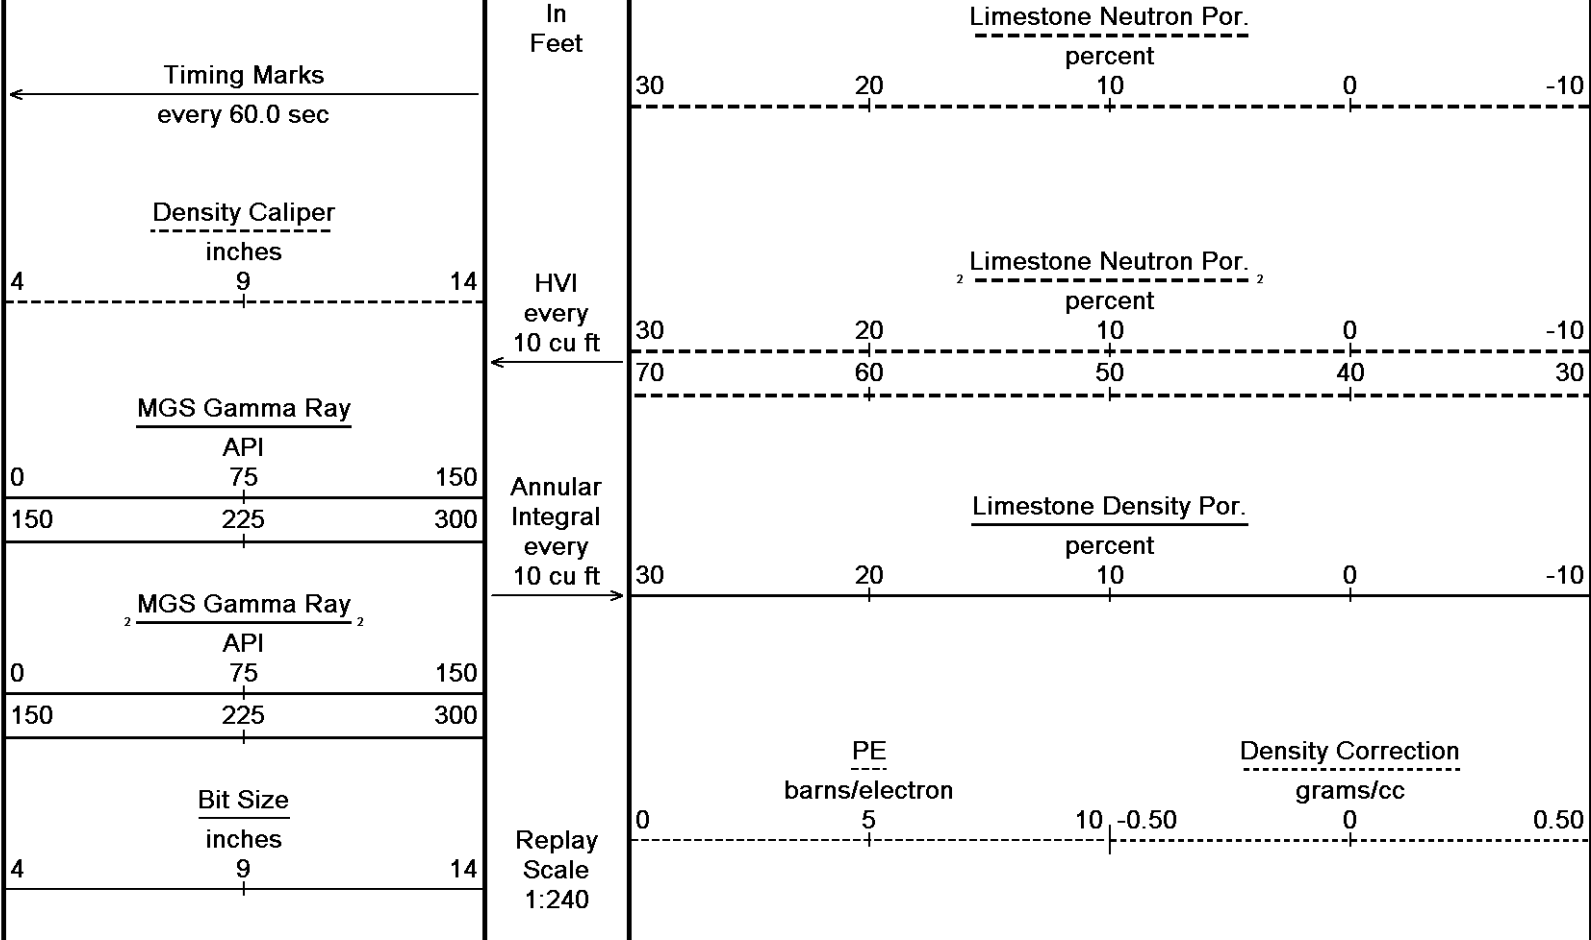 Timing Marks
every 60.0 sec
Density Caliper
inches
4 9 14
MGS Gamma Ray
API
0 75 150
150 225 300
2 MGS Gamma Ray 2
API
0 75 150
150 225 300
Bit Size
inches
4 9 14
In
Feet
HVI
every
10 cu ft
Annular
Integral
every
10 cu ft
Replay
Scale
1:240
Limestone Neutron Por.
percent
30 20 10 0 -10
2 Limestone Neutron Por. 2
percent
30 20 10 0 -10
70 60 50 40 30
Limestone Density Por.
percent
30 20 10 0 -10
PE
barns/electron
0 5 10
Density Correction
grams/cc
-0.50 0 0.50